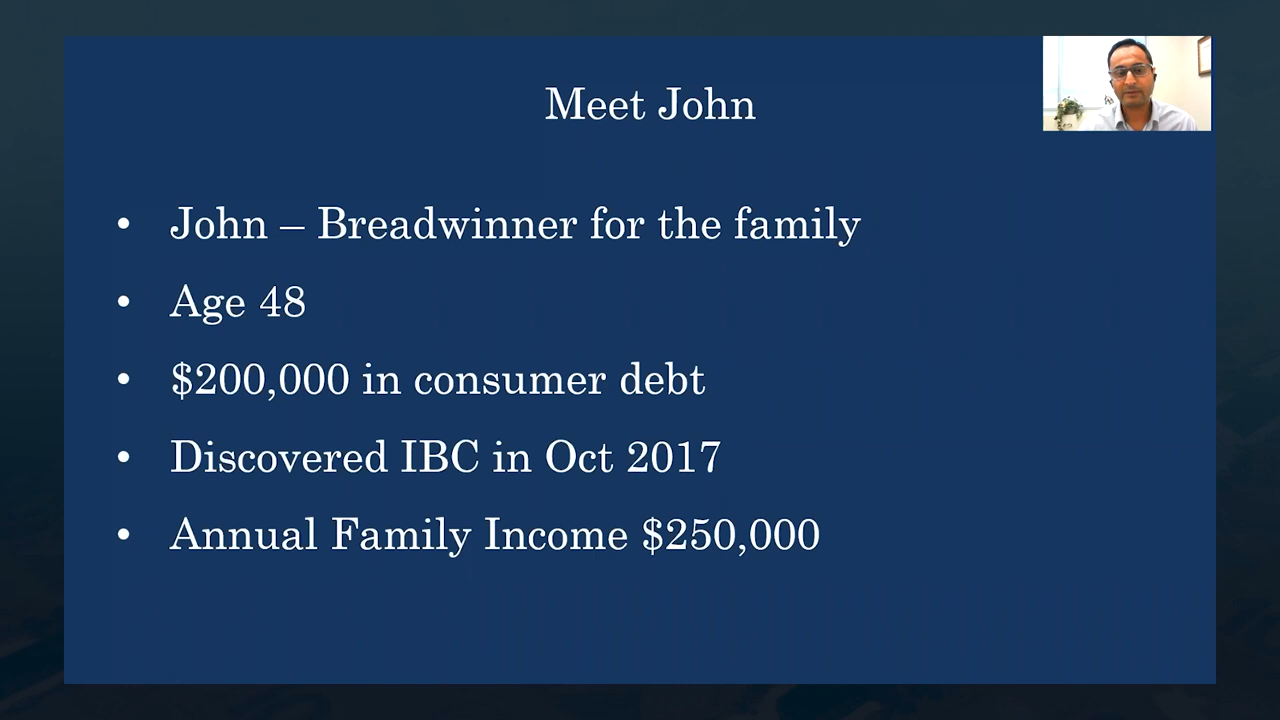 Meet John
• John – Breadwinner for the family
• Age 48
• $200,000 in consumer debt
• Discovered IBC in Oct 2017
• Annual Family Income $250,000